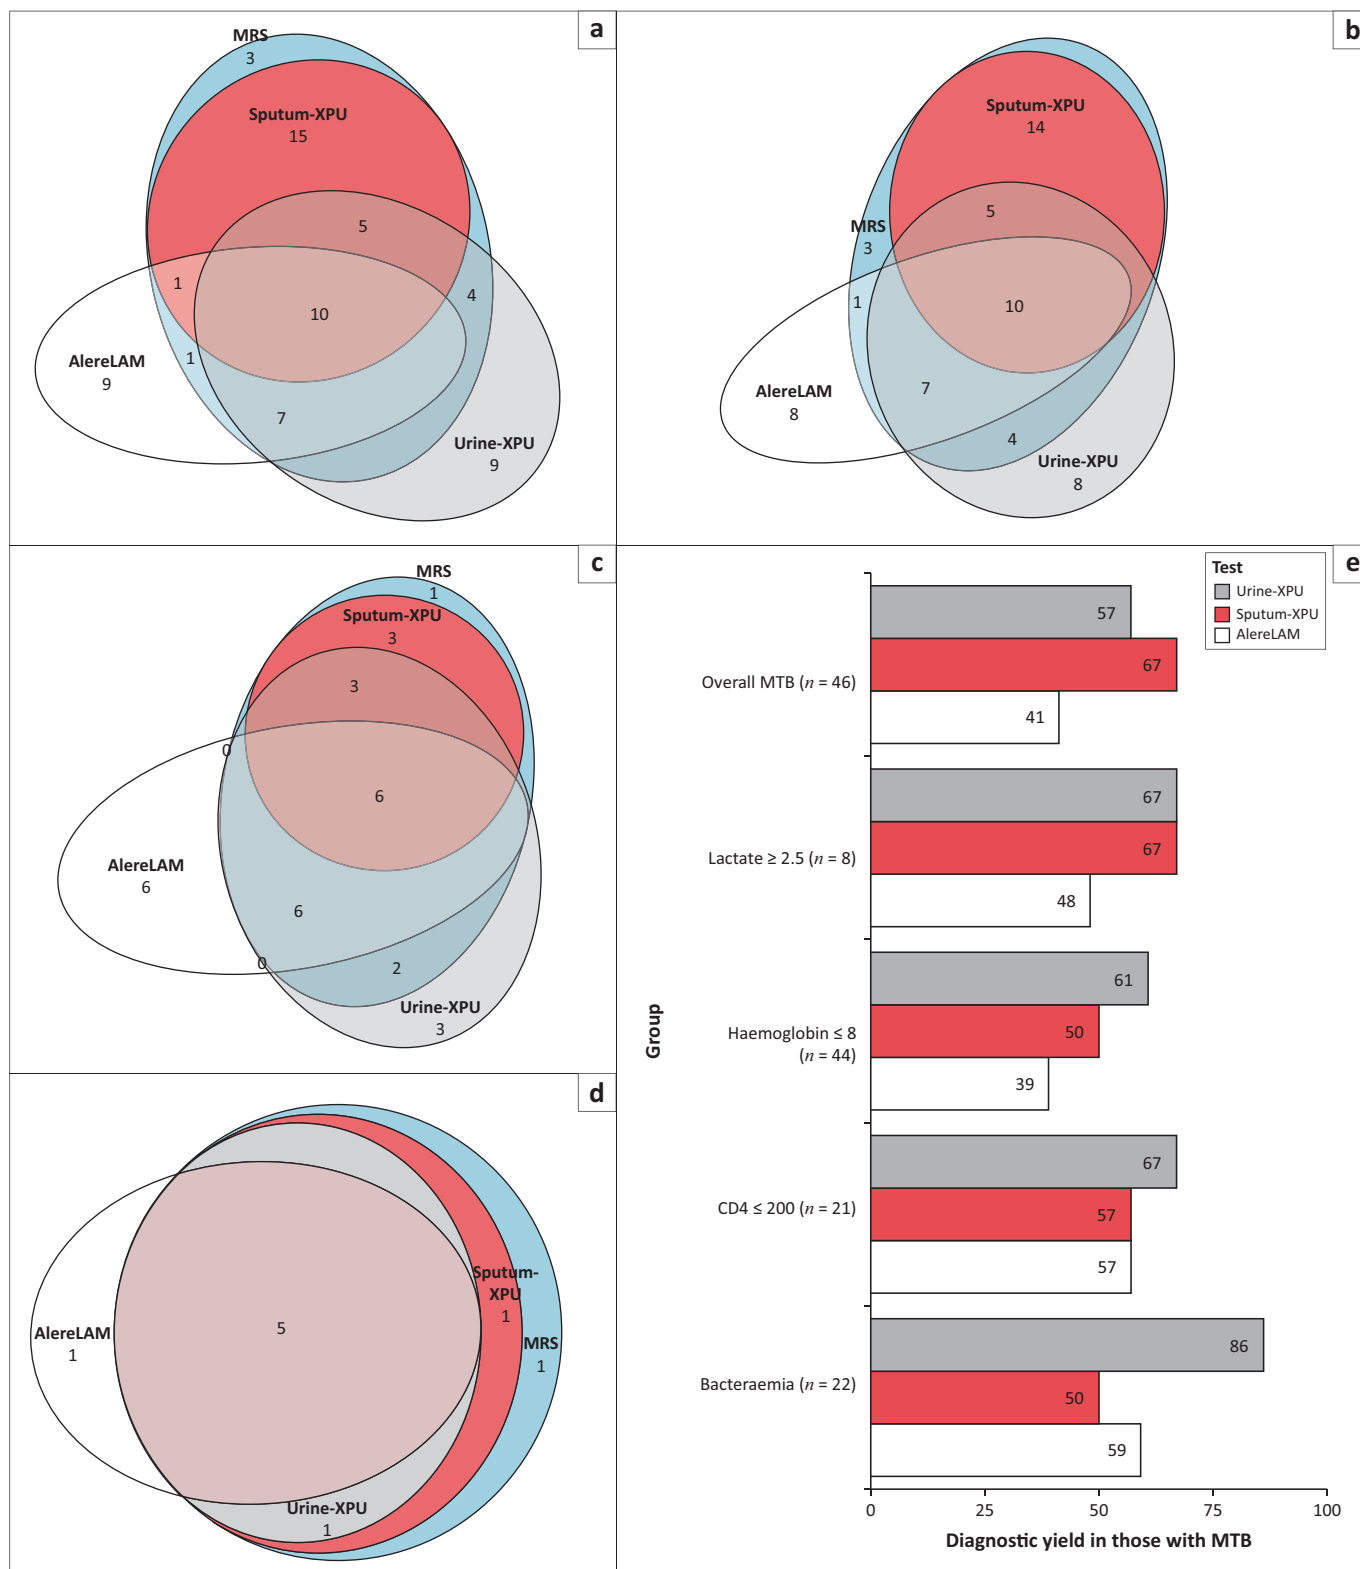 a
MRS
3
Sputum-XPU
15
5
1
4
10
1
AlereLAM
9
7
Urine-XPU
9
b
Sputum-XPU
14
5
MRS
3
1
10
AlereLAM
8
7
4
Urine-XPU
8
c
MRS
1
Sputum-XPU
3
3
0
6
AlereLAM
6
6
0
2
Urine-XPU
3
d
Sputum-
XPU
1
5
AlereLAM
1
MRS
1
Urine-XPU
1
e
Test
Urine-XPU
Sputum-XPU
AlereLAM
Group
Overall MTB (n = 46)
57
67
41
Lactate ≥ 2.5 (n = 8)
67
67
48
Haemoglobin ≤ 8
(n = 44)
61
50
39
CD4 ≤ 200 (n = 21)
67
57
57
Bacteraemia (n = 22)
86
50
59
0 25 50 75 100
Diagnostic yield in those with MTB